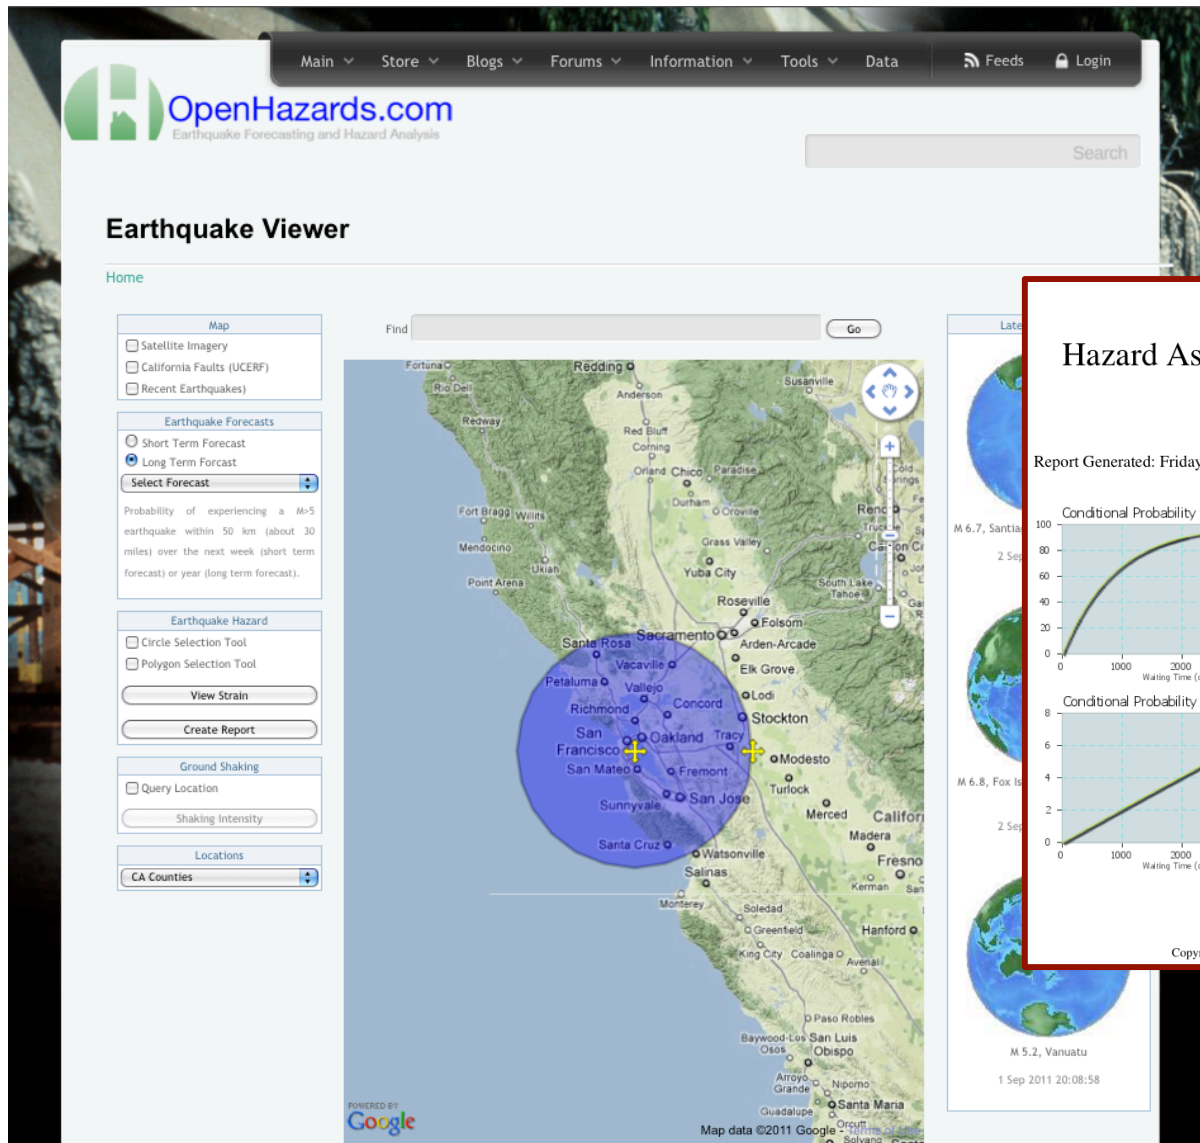 Main Store Blogs Forums Information Tools Data Feeds Login
OpenHazards.com
Earthquake Forecasting and Hazard Analysis
Search
Earthquake Viewer
Home
Map
Satellite Imagery
California Faults (UCERF)
Recent Earthquakes)
Earthquake Forecasts
Short Term Forecast
Long Term Forcast
Select Forecast
Probability of experiencing a M>5
earthquake within 50 km (about 30
miles) over the next week (short term
forecast) or year (long term forecast).
Earthquake Hazard
Circle Selection Tool
Polygon Selection Tool
View Strain
Create Report
Ground Shaking
Query Location
Shaking Intensity
Locations
CA Counties
Find Go
Fortuna
Redding
Rio Dell
Anderson
Susanville
Redway
Red Bluff
Corning
Orland Chico Paradise
Durham
Oroville
Fort Bragg Willits
Grass Valley
Mendocino
Ukiah
Yuba City
Point Arena
South Lake
Tahoe
Roseville
Folsom
Santa Rosa
Sacramento
Arden-Arcade
Vacaville
Elk Grove
Petaluma
Vallejo
Lodi
Richmond
Concord
Stockton
San
Francisco
Oakland
Tracy
Modesto
San Mateo
Fremont
Turlock
Sunnyvale
San Jose
Merced
Santa Cruz
Madera
Watsonville
Fresno
Salinas
Kerman
Monterey
Soledad
Greenfield
Hanford
King City
Coalinga
Avenal
Paso Robles
Baywood-Los
Osos
San Luis
Obispo
Arroyo
Grande
Nipomo
Guadalupe
Santa Maria
Orcutt
Solvang
POWERED BY
Google
Map data ©2011 Google - Terms of Use
Late
M 6.7, Santia
2 Sep
M 6.8, Fox Is
2 Sep
M 5.2, Vanuatu
1 Sep 2011 20:08:58
Hazard As
Report Generated: Friday
Conditional Probability
100
80
60
40
20
0
0 1000 2000
Waiting Time (d
Conditional Probability
8
6
4
2
0
0 1000 2000
Waiting Time (d
Copyr